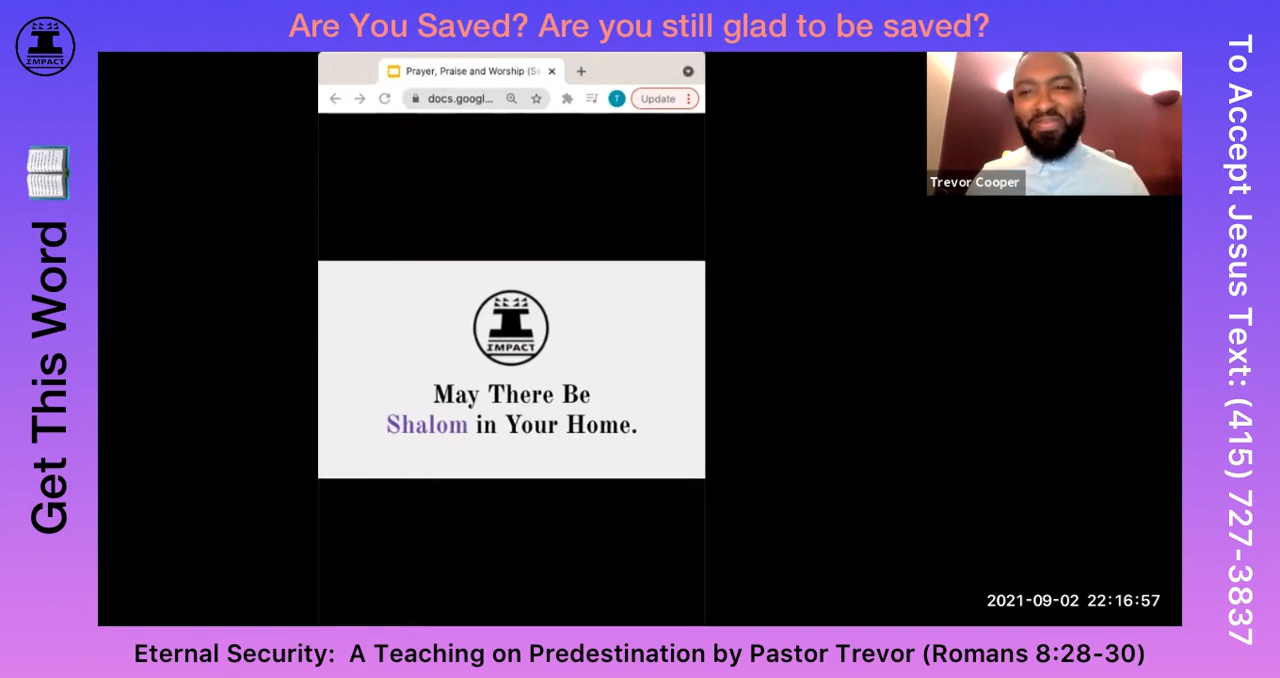 Are You Saved? Are you still glad to be saved?
IMPACT
Get This Word
Prayer, Praise and Worship (Se
docs.googl...
T
Update
Trevor Cooper
IMPACT
May There Be
Shalom in Your Home.
2021-09-02 22:16:57
To Accept Jesus Text: (415) 727-3837
Eternal Security: A Teaching on Predestination by Pastor Trevor (Romans 8:28-30)